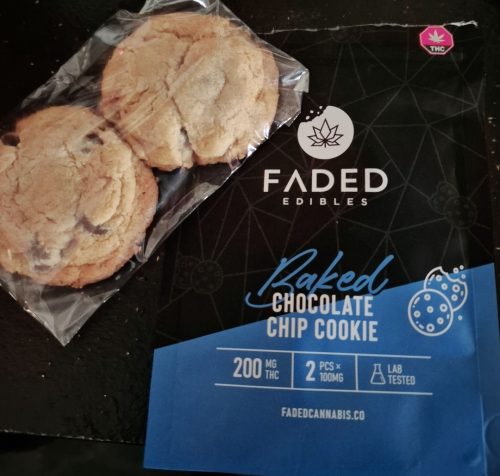 THC
FADED
EDIBLES
Baked
CHOCOLATE
CHIP COOKIE
200 MG THC 2 PCS × 100MG LAB TESTED
FADEDCANNABIS.CO